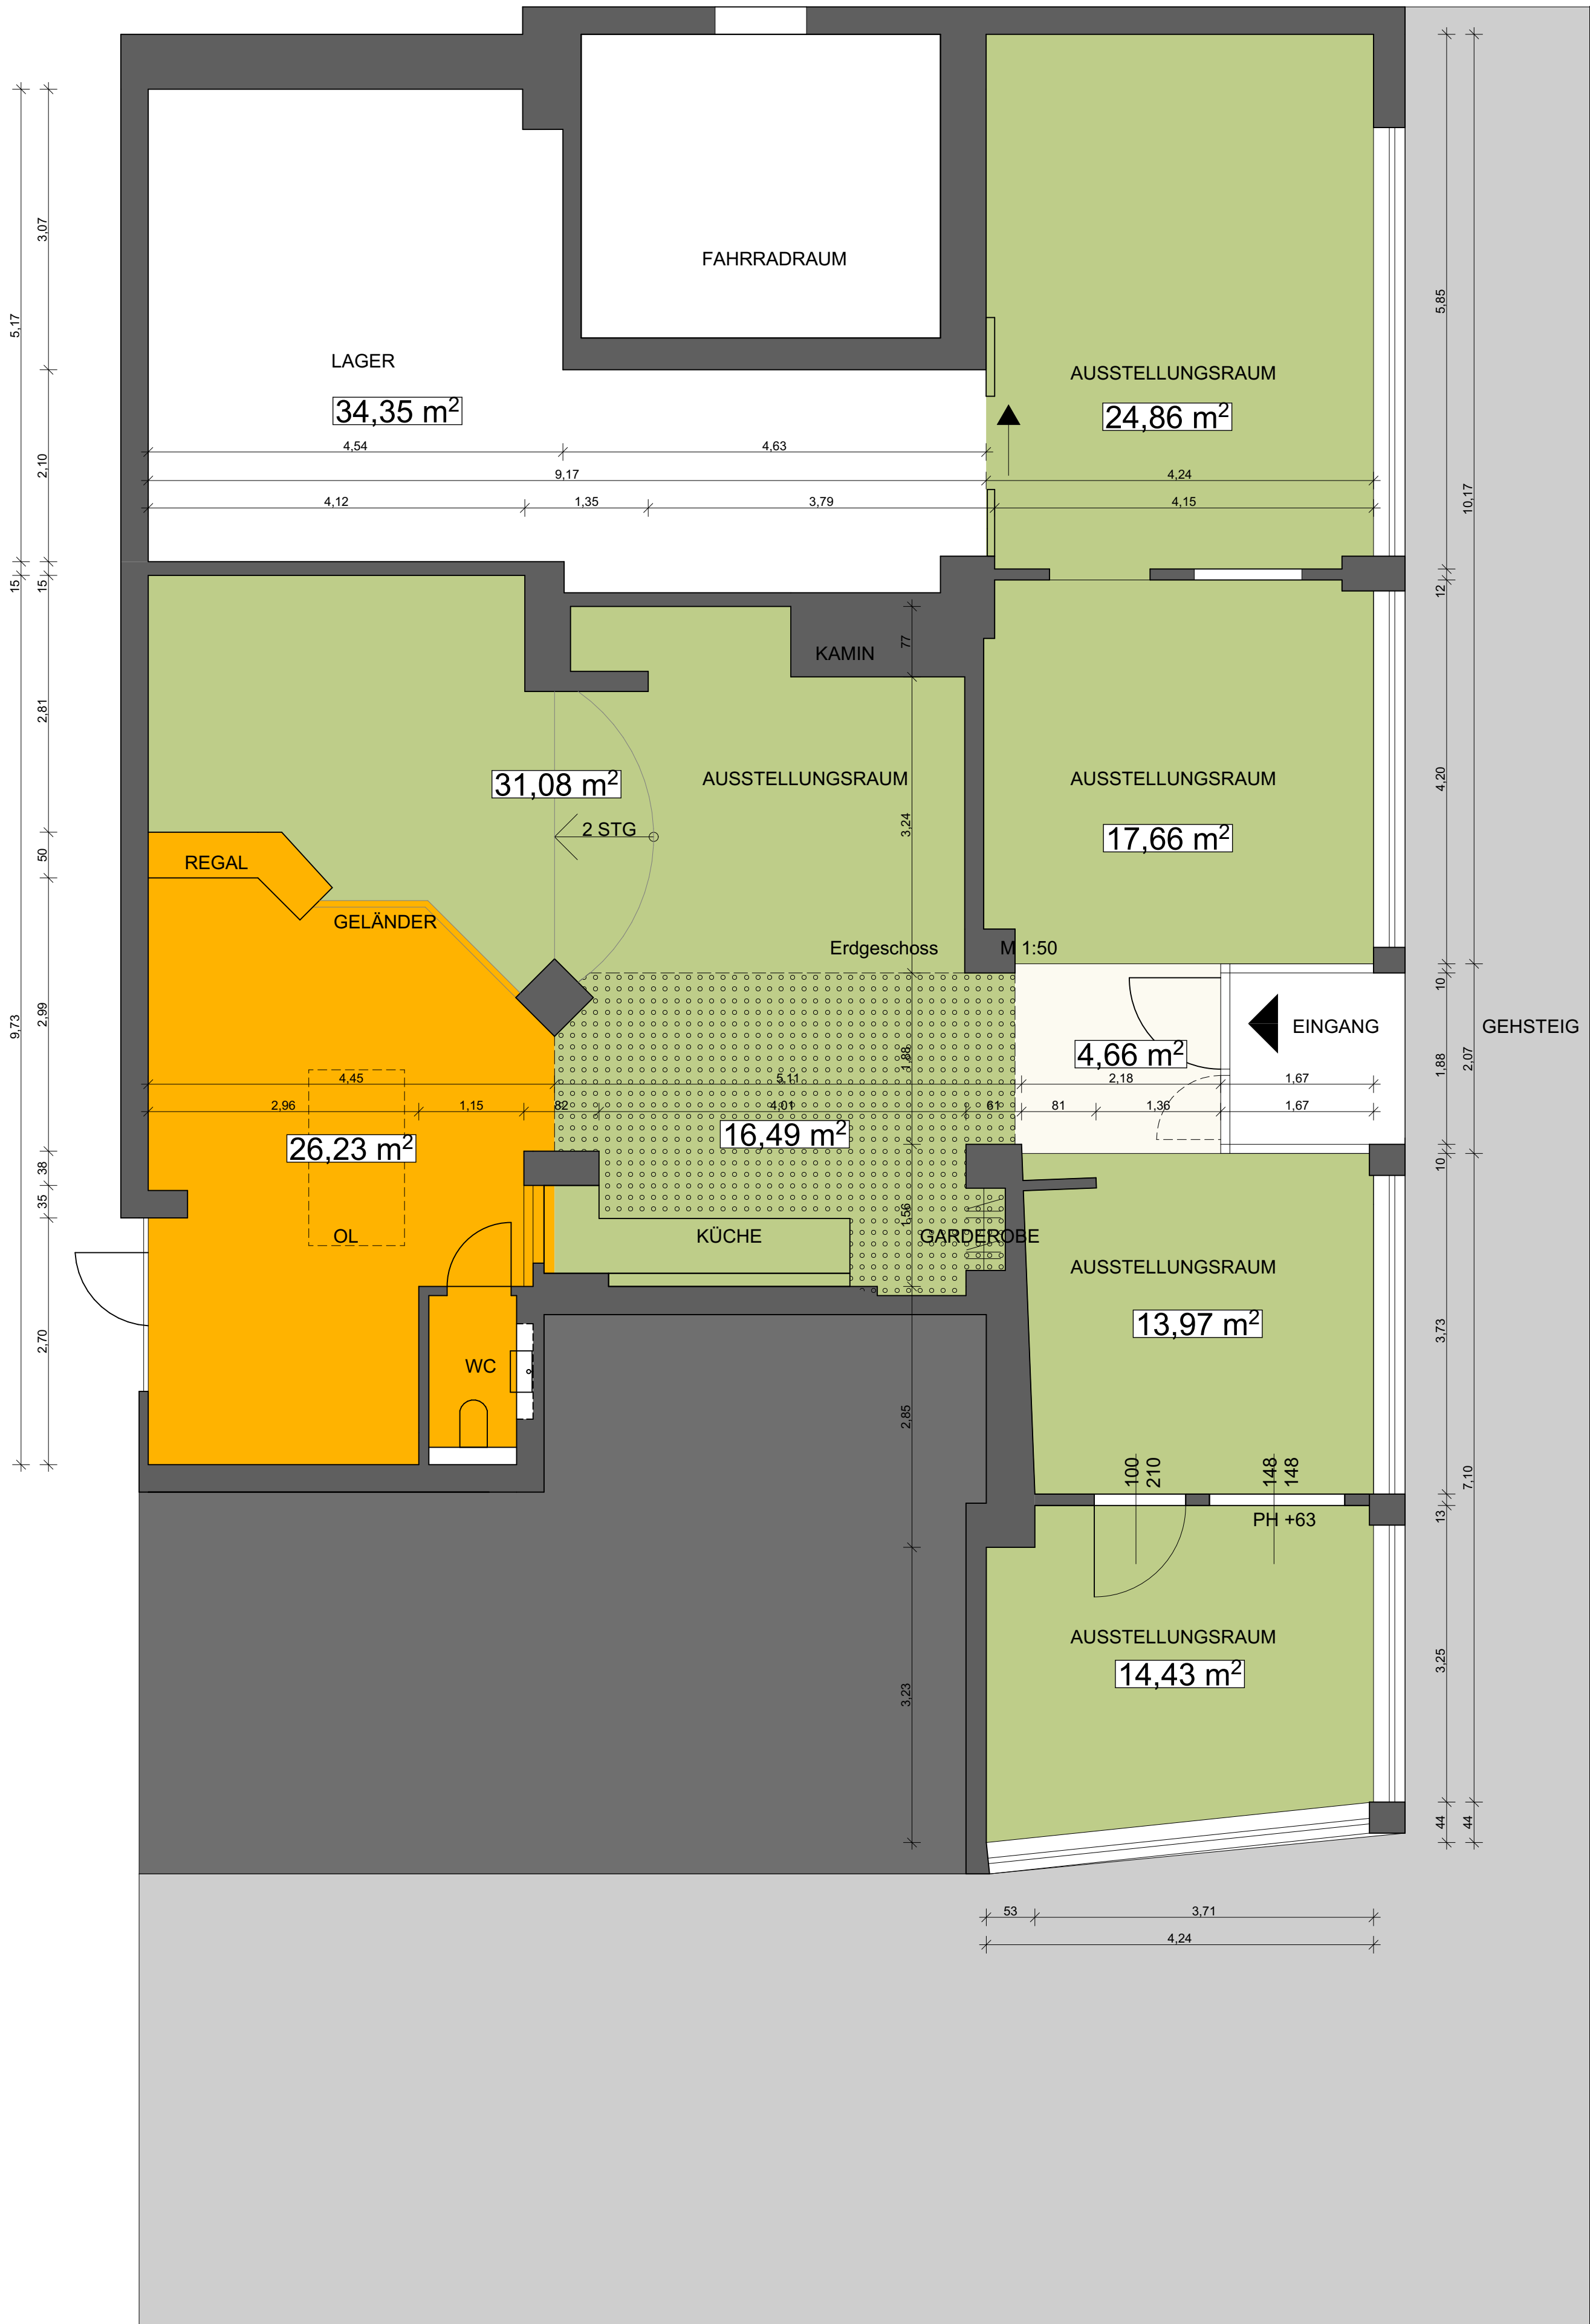 FAHRRADRAUM
LAGER
34,35 m²
AUSSTELLUNGSRAUM
24,86 m²
4,54
4,63
9,17
4,24
4,12
1,35
3,79
4,15
5,17
3,07
2,10
15
15
5,85
10,17
12
KAMIN
77
2,81
31,08 m²
AUSSTELLUNGSRAUM
AUSSTELLUNGSRAUM
17,66 m²
4,20
2 STG
3,24
50
REGAL
GELÄNDER
Erdgeschoss
M 1:50
9,73
2,99
10
EINGANG
GEHSTEIG
4,66 m²
1,88
1,88
2,07
4,45
5,11
2,18
1,67
2,96
1,15
82
4,01
61
81
1,36
1,67
26,23 m²
16,49 m²
38
35
10
OL
KÜCHE
1,56
GARDEROBE
AUSSTELLUNGSRAUM
13,97 m²
3,73
2,70
WC
2,85
100
210
148
148
7,10
13
PH +63
AUSSTELLUNGSRAUM
14,43 m²
3,25
3,23
44
44
53
3,71
4,24